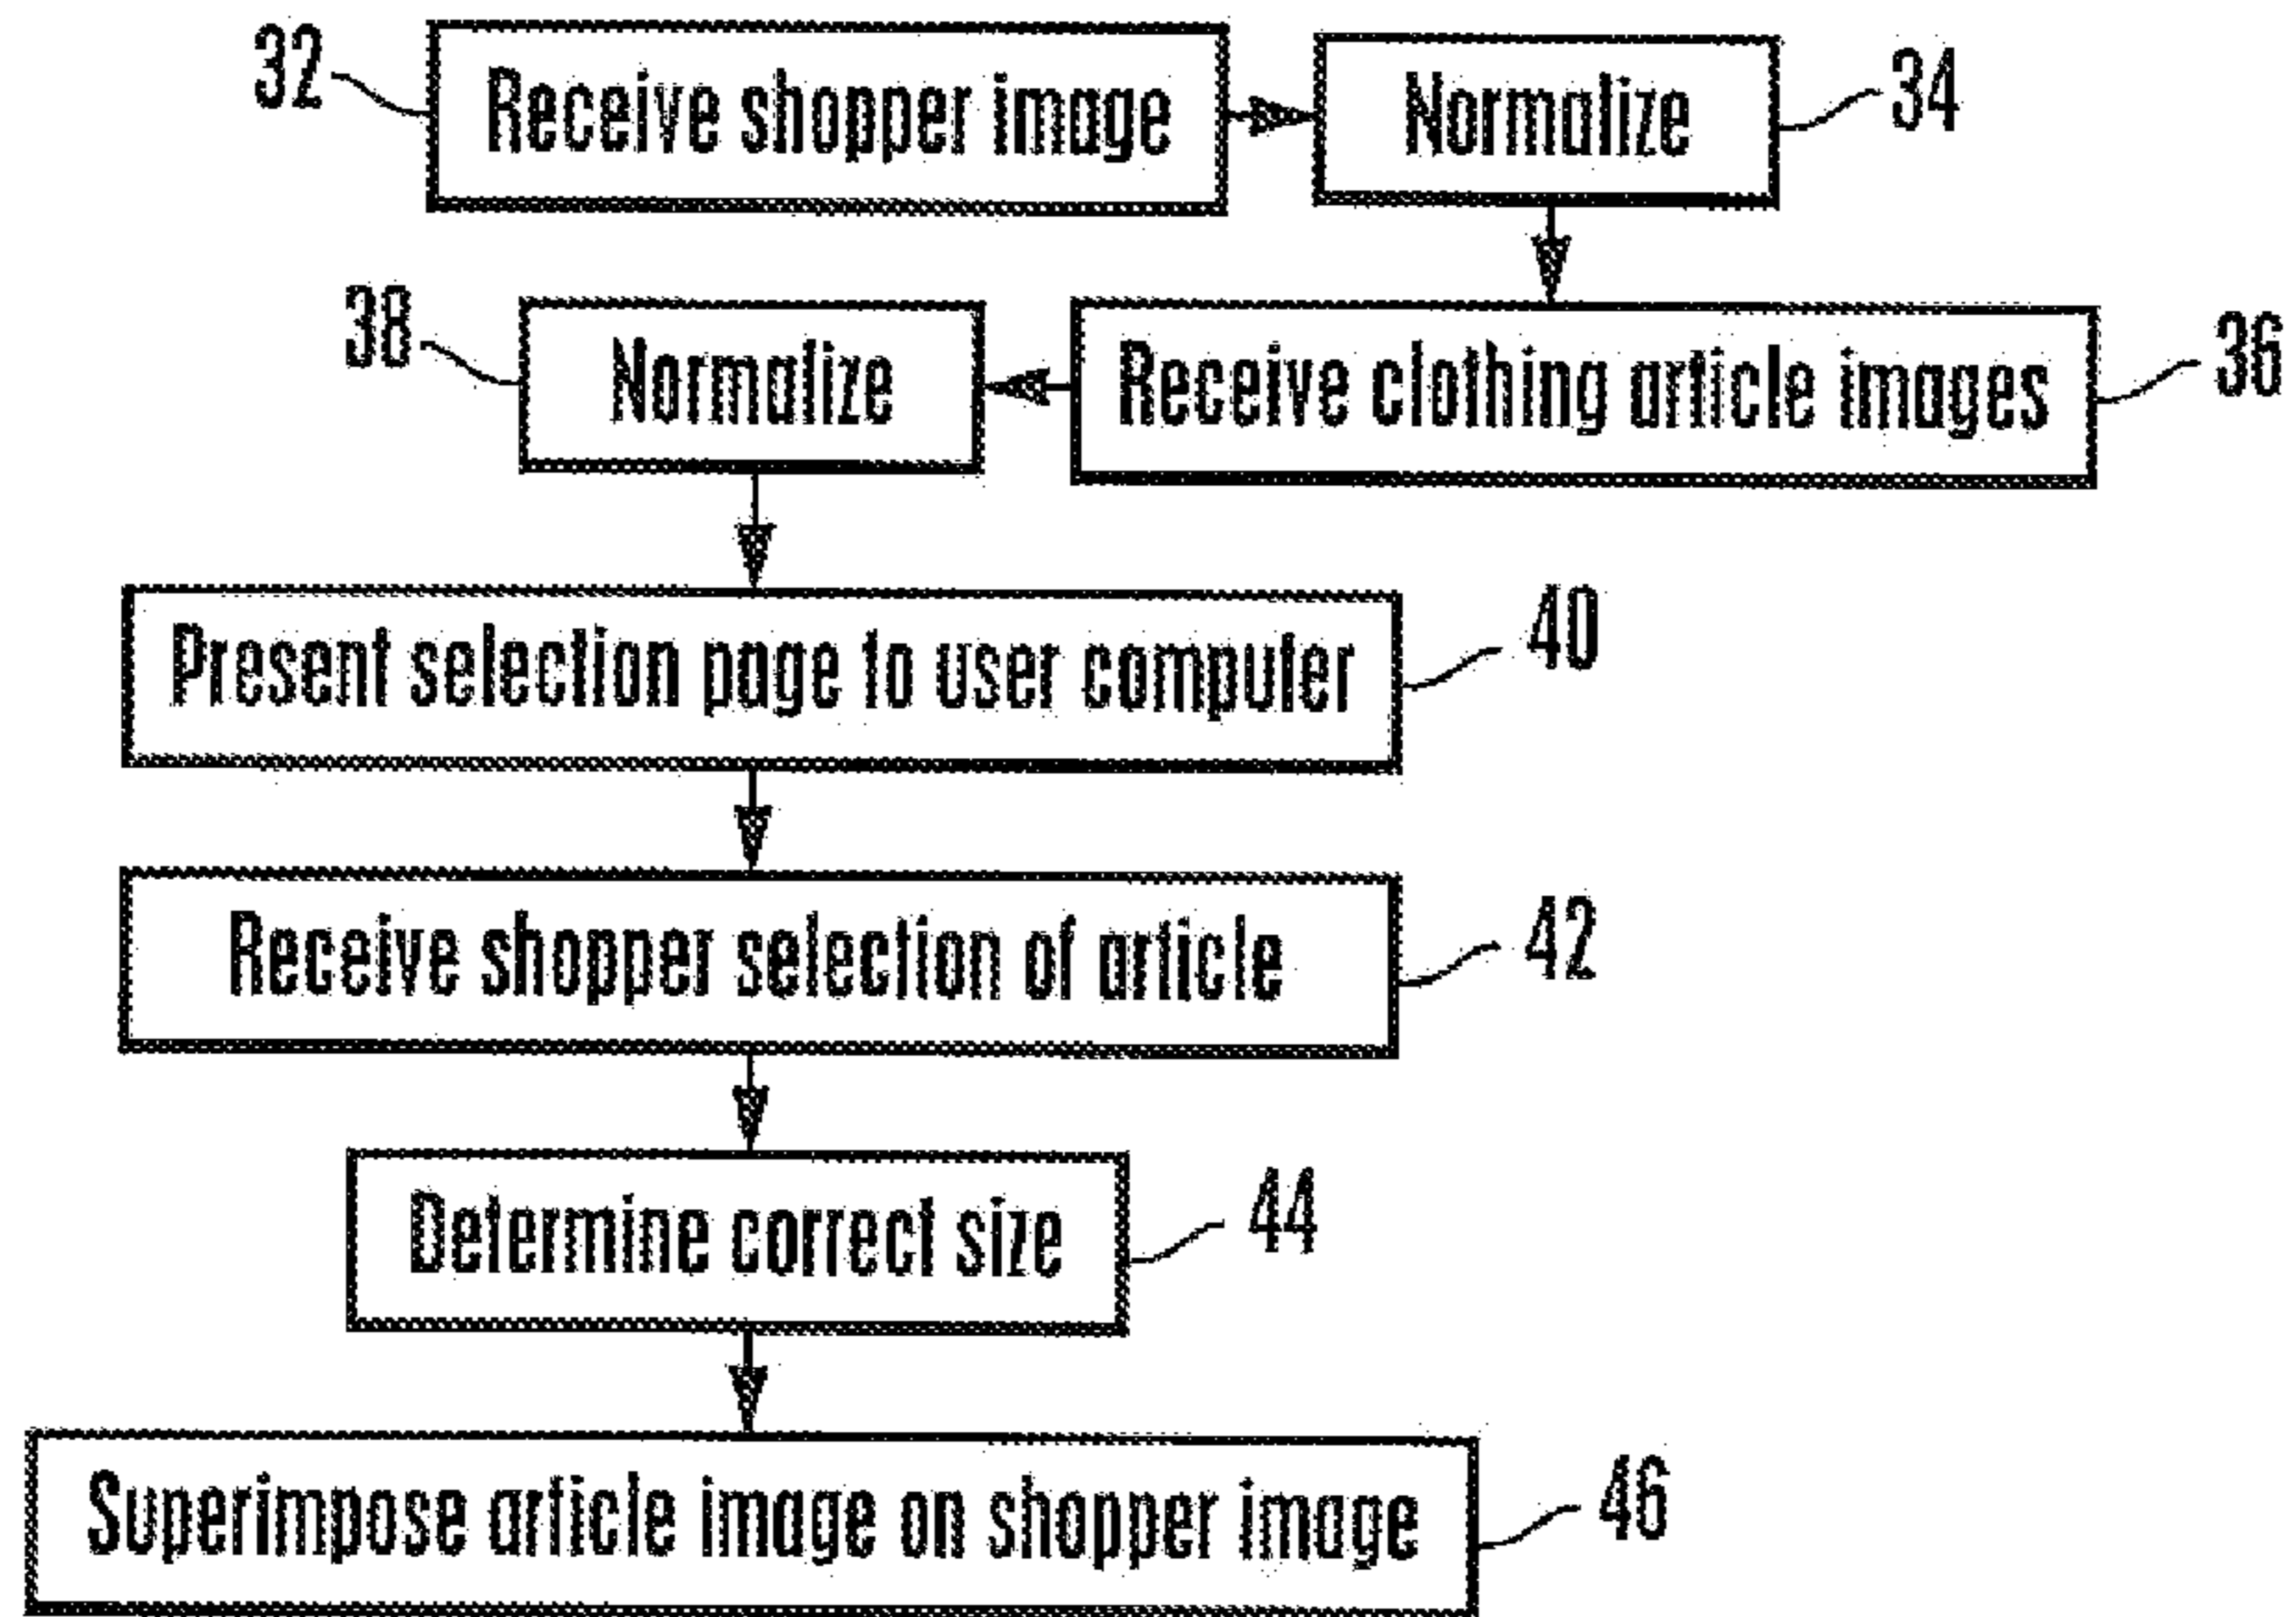 32
Receive shopper image
Normalize
34
38
Normalize
Receive clothing article images
36
Present selection page to user computer
40
Receive shopper selection of article
42
Determine correct size
44
Superimpose article image on shopper image
46